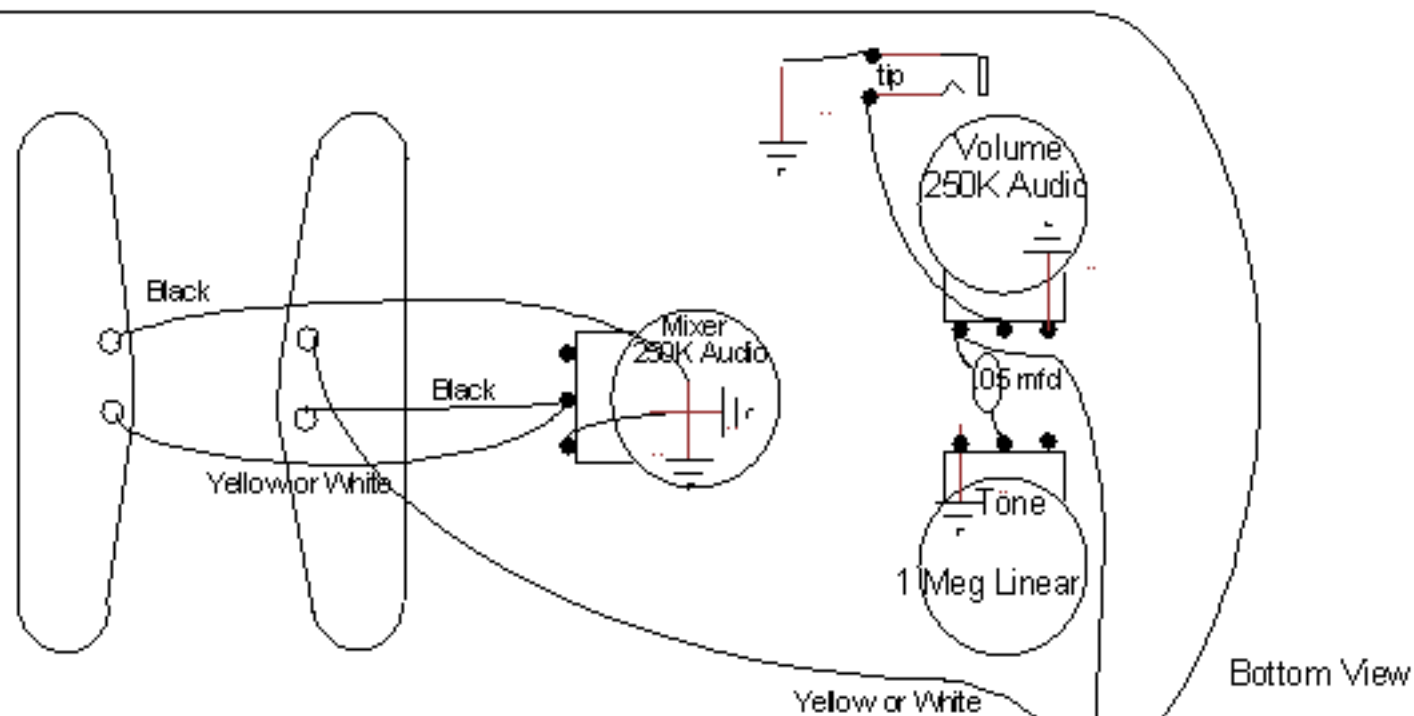 tip
Volume
250K Audio
Black
Mixer
250K Audio
.05 mfd
Black
Yellow or White
Tone
1 Meg Linear
Bottom View
Yellow or White